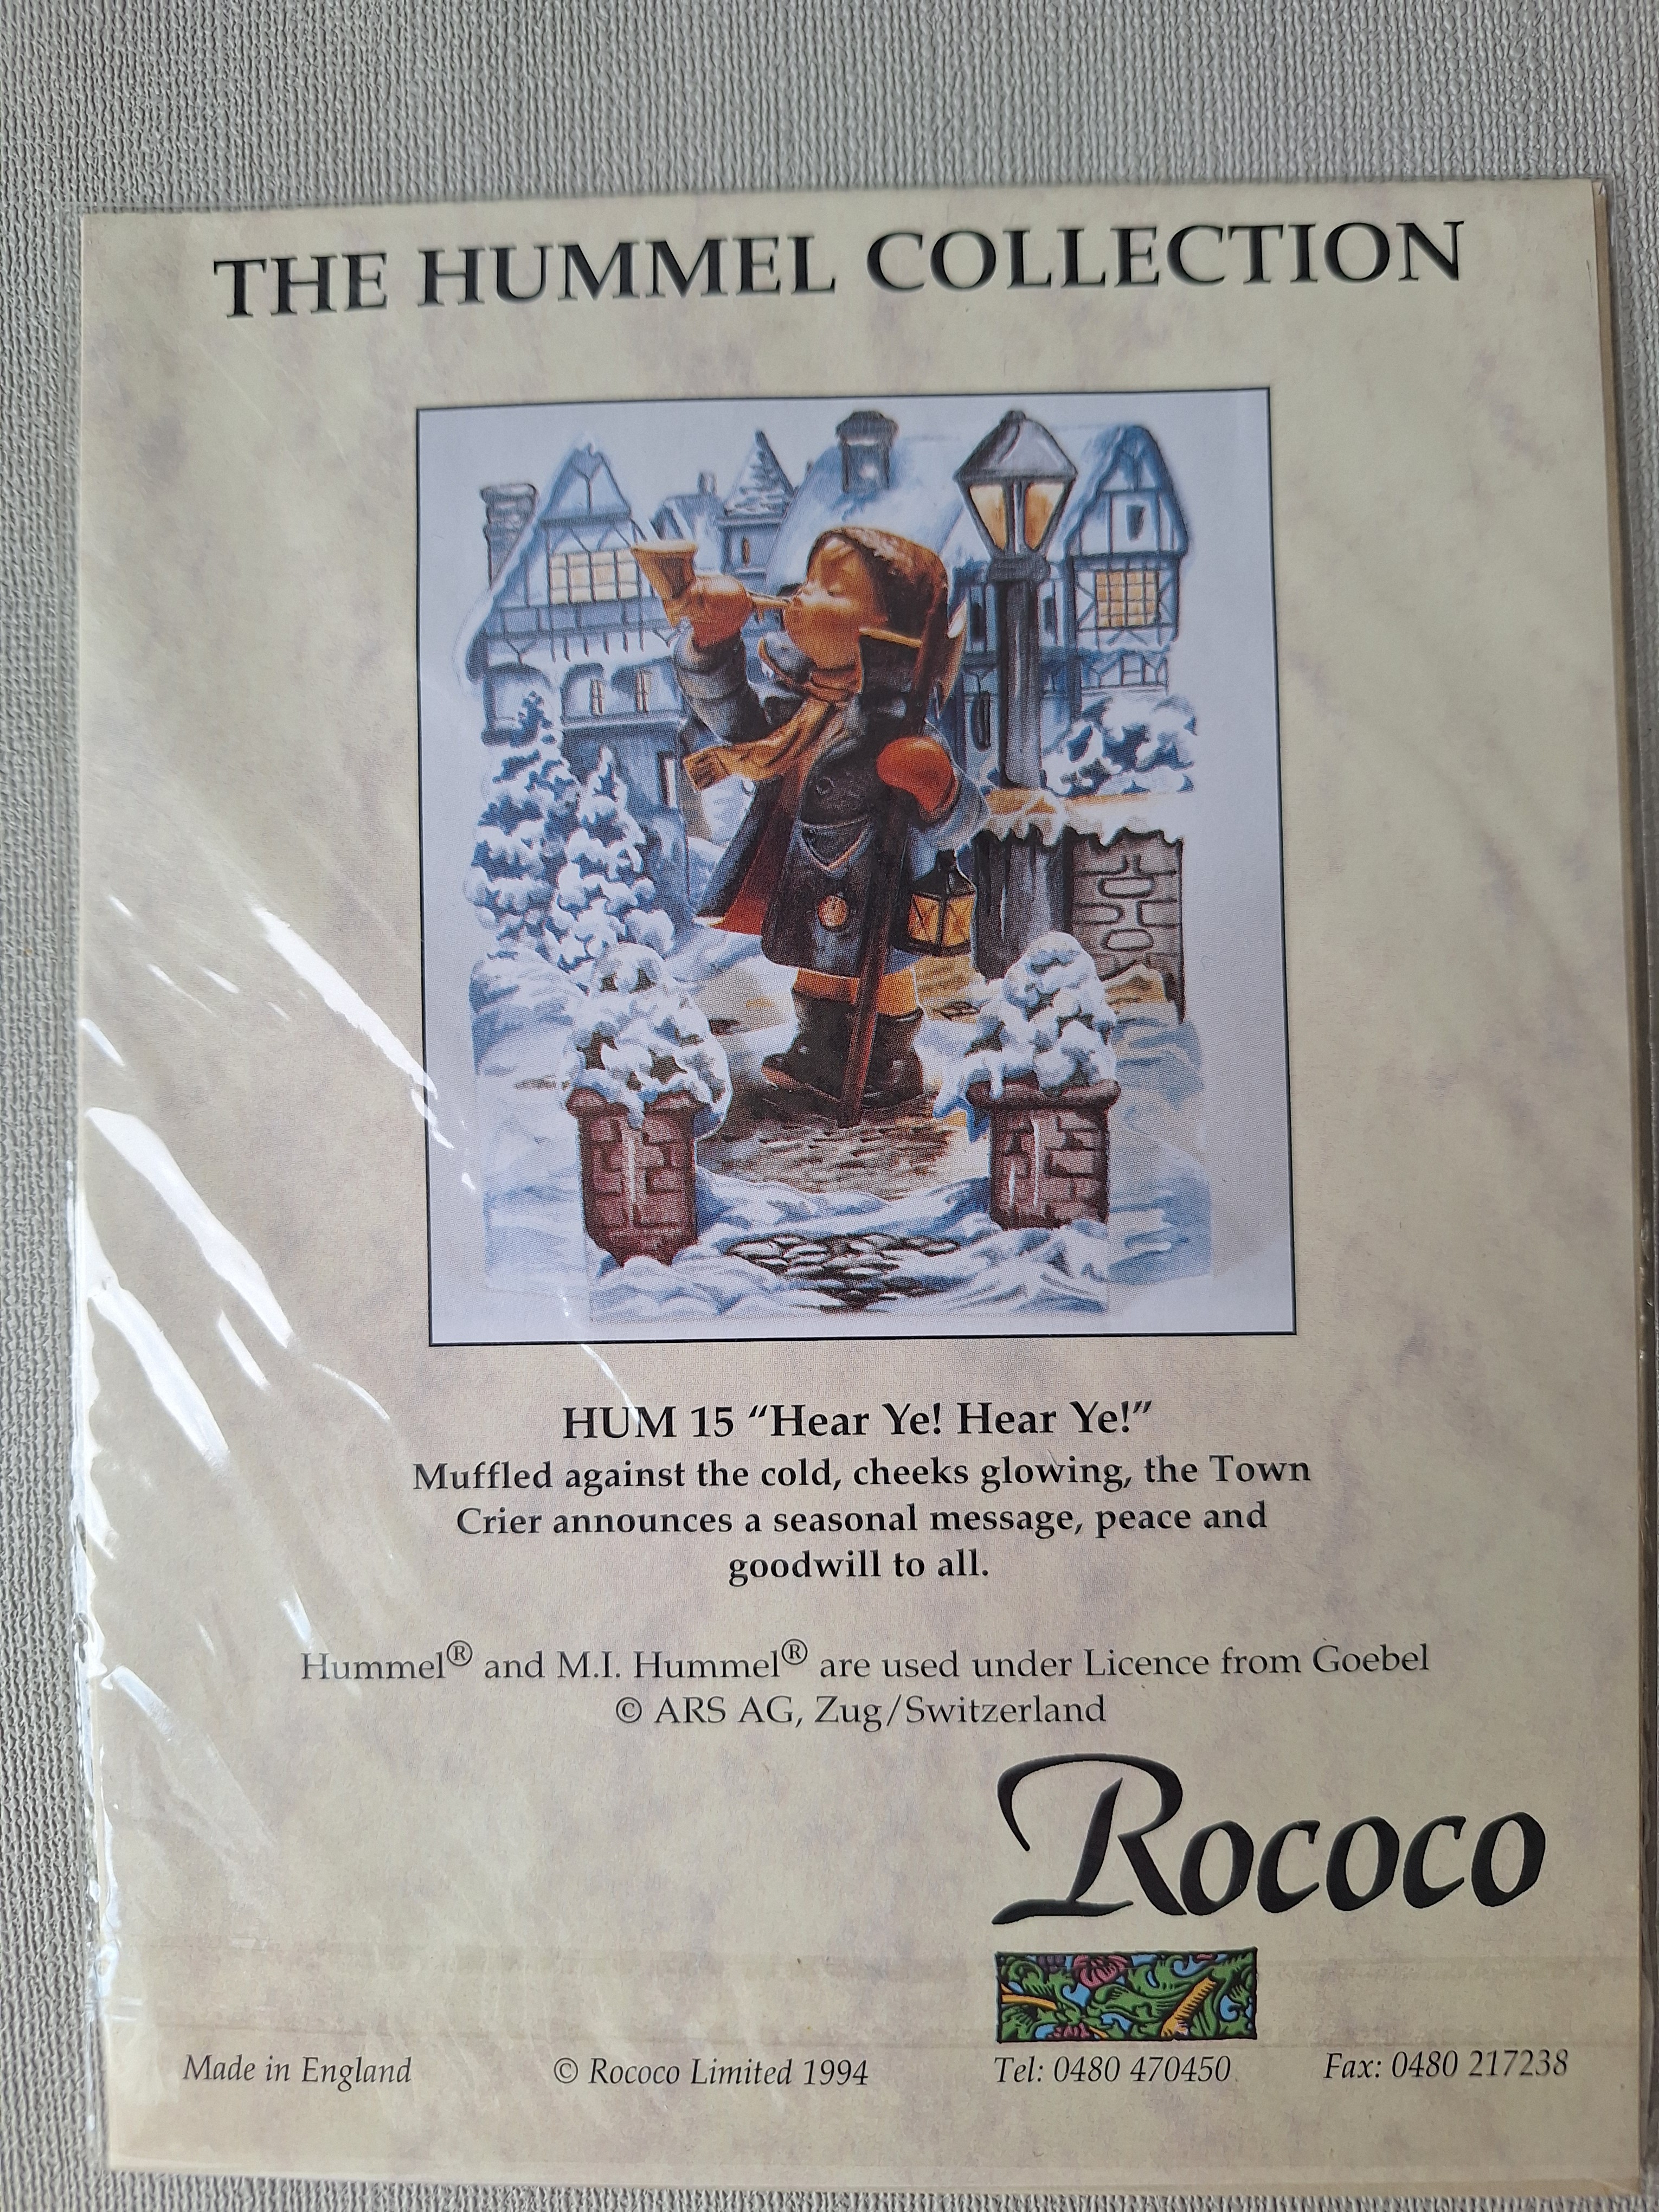 THE HUMMEL COLLECTION
HUM 15 “Hear Ye! Hear Ye!”
Muffled against the cold, cheeks glowing, the Town
Crier announces a seasonal message, peace and
goodwill to all.
Hummel® and M.I. Hummel® are used under Licence from Goebel
© ARS AG, Zug/Switzerland
Rococo
Made in England © Rococo Limited 1994 Tel: 0480 470450 Fax: 0480 217238